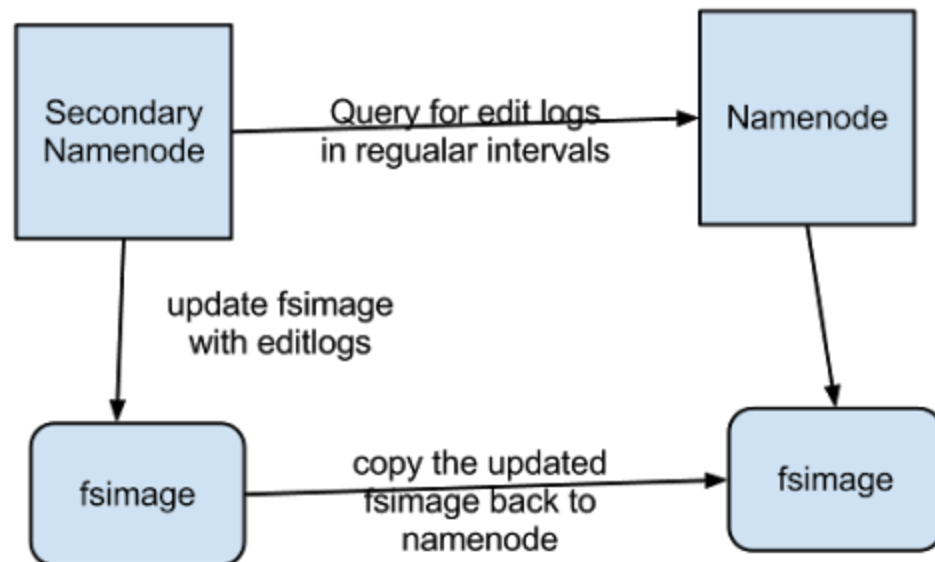 Secondary
Namenode
Query for edit logs
in regualar intervals
Namenode
update fsimage
with editlogs
fsimage
copy the updated
fsimage back to
namenode
fsimage